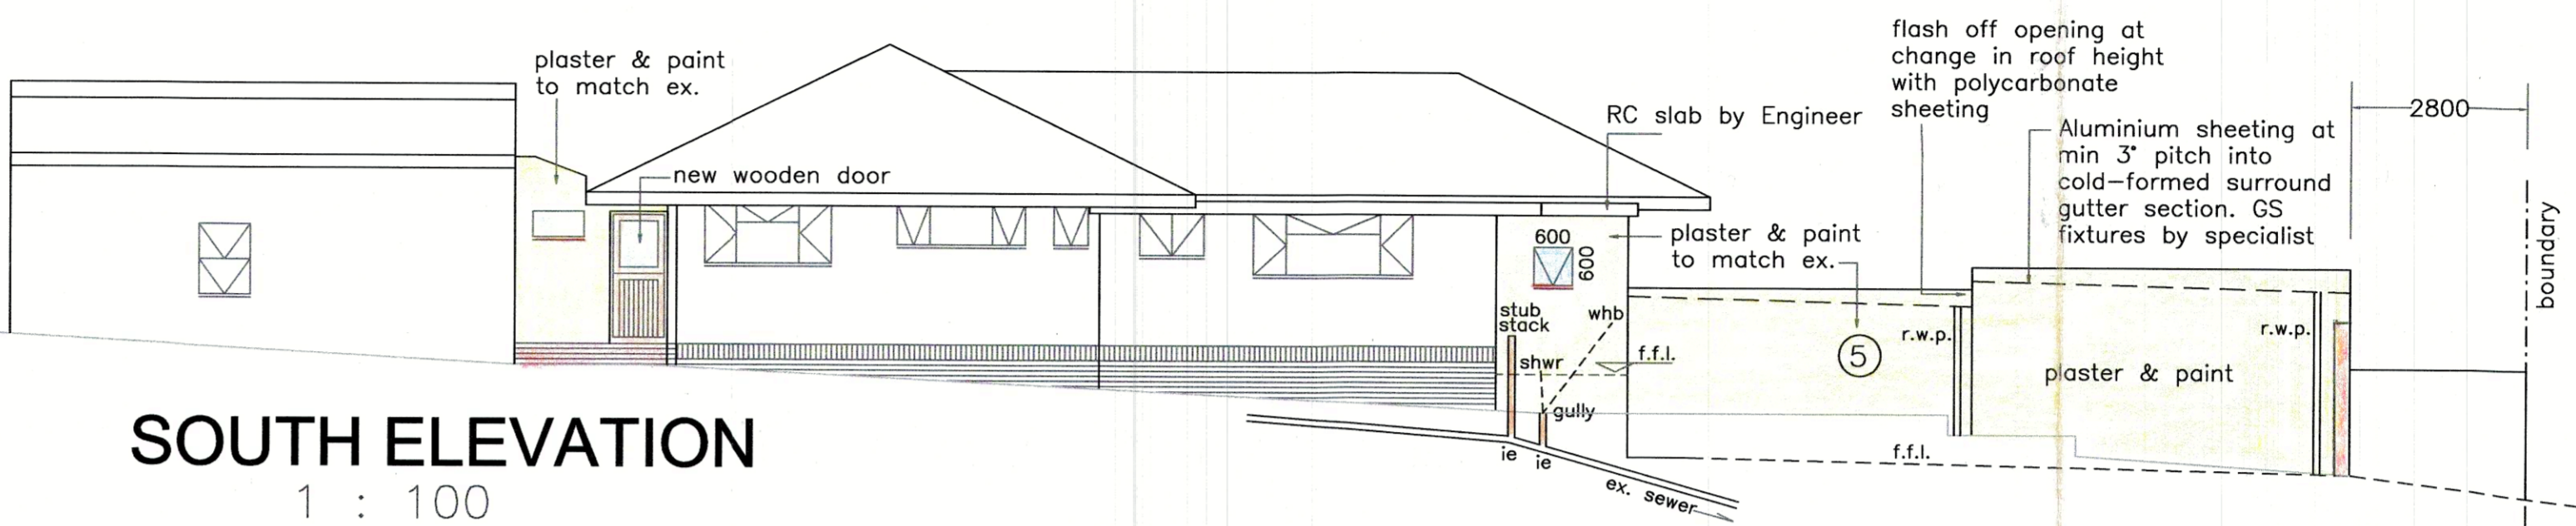 plaster & paint
to match ex.
new wooden door
RC slab by Engineer
flash off opening at
change in roof height
with polycarbonate
sheeting
Aluminium sheeting at
min 3° pitch into
cold-formed surround
gutter section. GS
fixtures by specialist
2800
boundary
600
600
plaster & paint
to match ex.
stub
stack
whb
shwr
f.f.l.
gully
ie
ie
ex. sewer
5
r.w.p.
f.f.l.
plaster & paint
r.w.p.
SOUTH ELEVATION
1 : 100